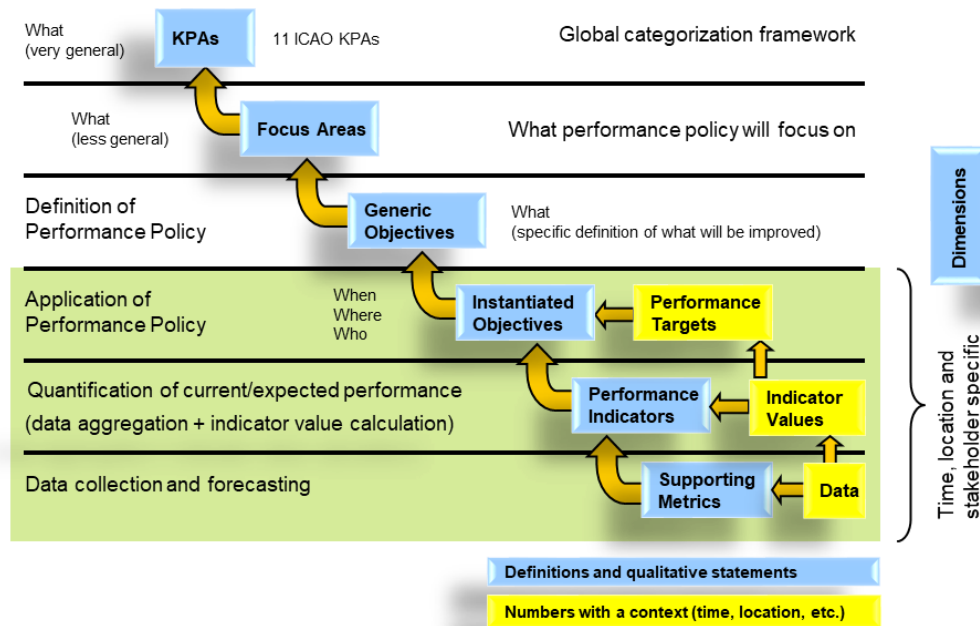 What
(very general)
KPAs
11 ICAO KPAs
Global categorization framework
What
(less general)
Focus Areas
What performance policy will focus on
Definition of
Performance Policy
Generic
Objectives
What
(specific definition of what will be improved)
Dimensions
Application of
Performance Policy
When
Where
Who
Instantiated
Objectives
Performance
Targets
Quantification of current/expected performance
(data aggregation + indicator value calculation)
Performance
Indicators
Indicator
Values
Time, location and
stakeholder specific
Data collection and forecasting
Supporting
Metrics
Data
Definitions and qualitative statements
Numbers with a context (time, location, etc.)